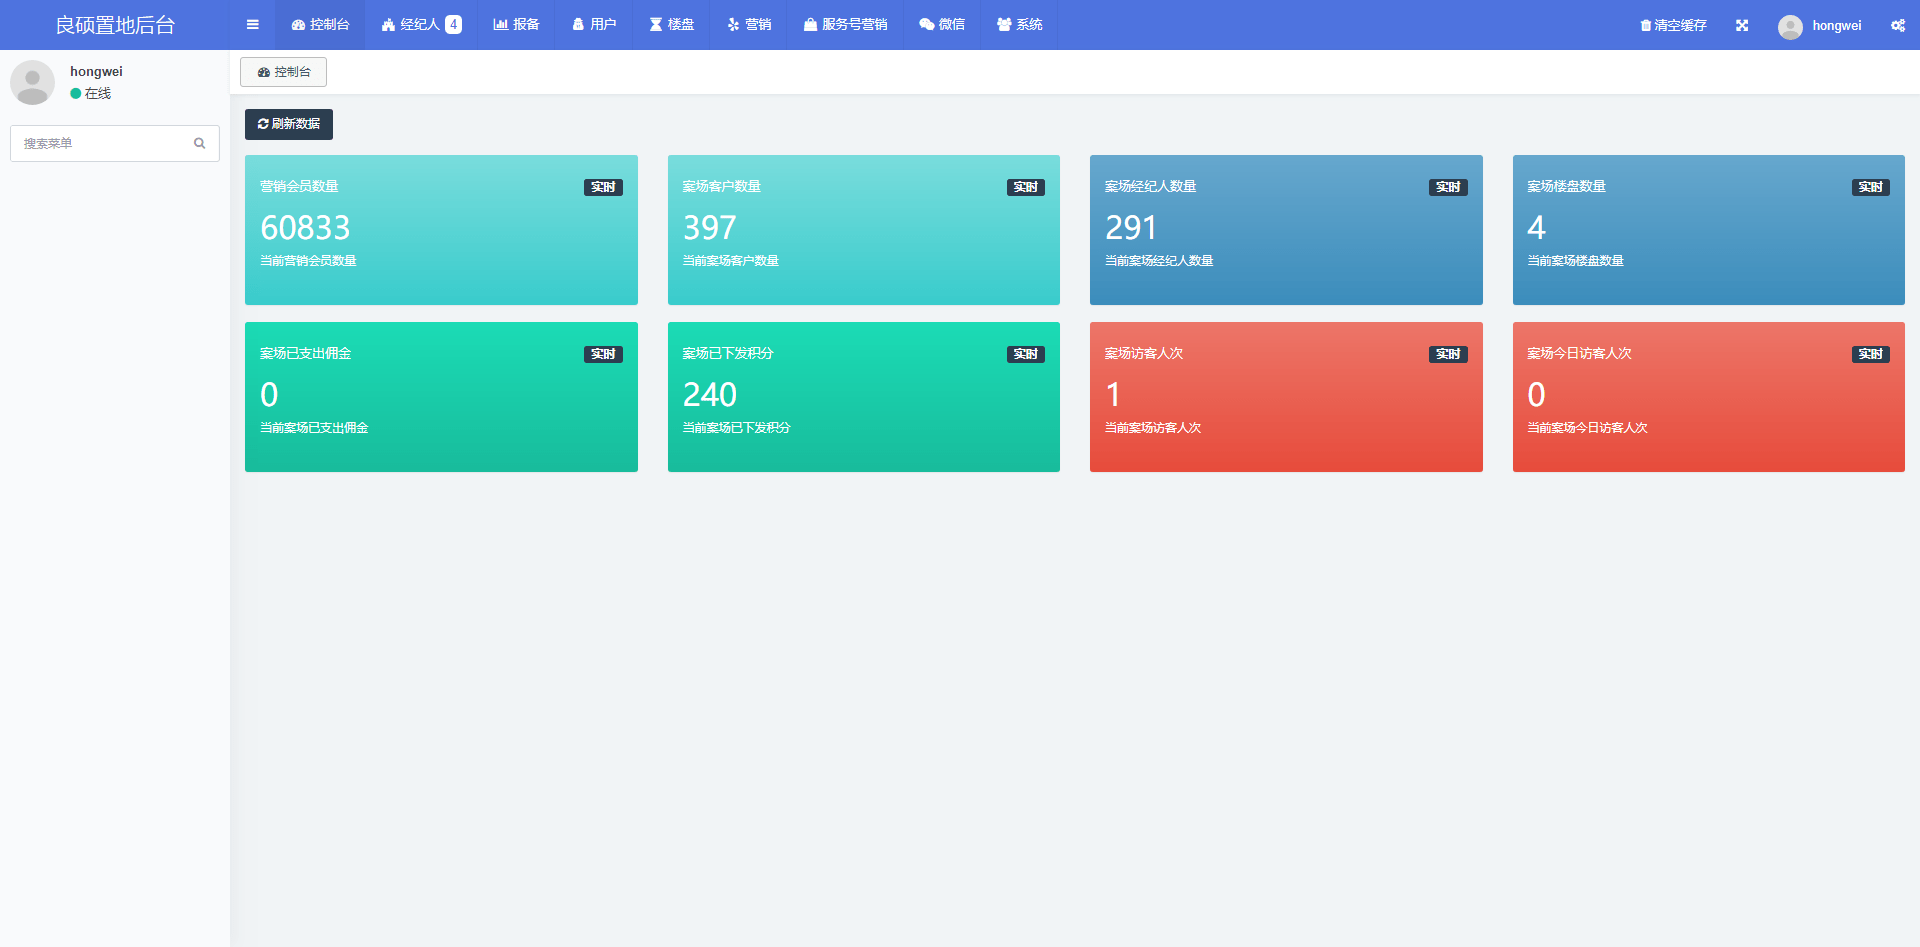 良硕置地后台
控制台
经纪人 4
报备
用户
楼盘
营销
服务号营销
微信
系统
清空缓存
hongwei
hongwei
在线
搜索菜单
控制台
刷新数据
营销会员数量 实时
60833
当前营销会员数量
案场客户数量 实时
397
当前案场客户数量
案场经纪人数量 实时
291
当前案场经纪人数量
案场楼盘数量 实时
4
当前案场楼盘数量
案场已支出佣金 实时
0
当前案场已支出佣金
案场已下发积分 实时
240
当前案场已下发积分
案场访客人次 实时
1
当前案场访客人次
案场今日访客人次 实时
0
当前案场今日访客人次